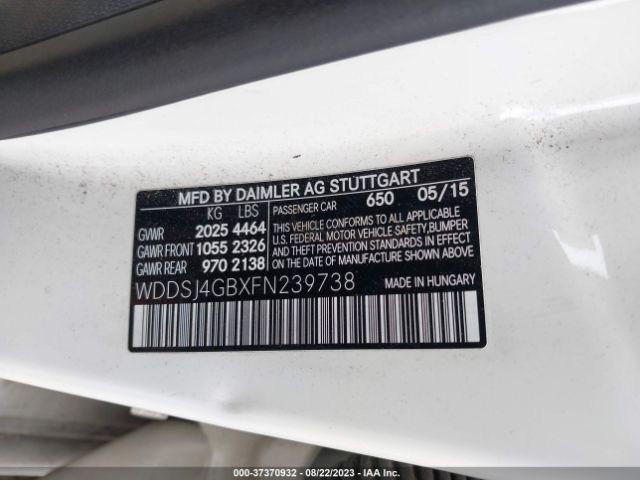 MFD BY DAIMLER AG STUTTGART
KG LBS
GVWR 2025 4464
GAWR FRONT 1055 2326
GAWR REAR 970 2138
PASSENGER CAR 650 05/15
THIS VEHICLE CONFORMS TO ALL APPLICABLE
U.S. FEDERAL MOTOR VEHICLE SAFETY,BUMPER
AND THEFT PREVENTION STANDARDS IN EFFECT
ON THE DATE OF MANUFACTURE SHOWN ABOVE.
WDDSJ4GBXFN239738 MADE IN HUNGARY
000-37370932 - 08/22/2023 - IAA Inc.